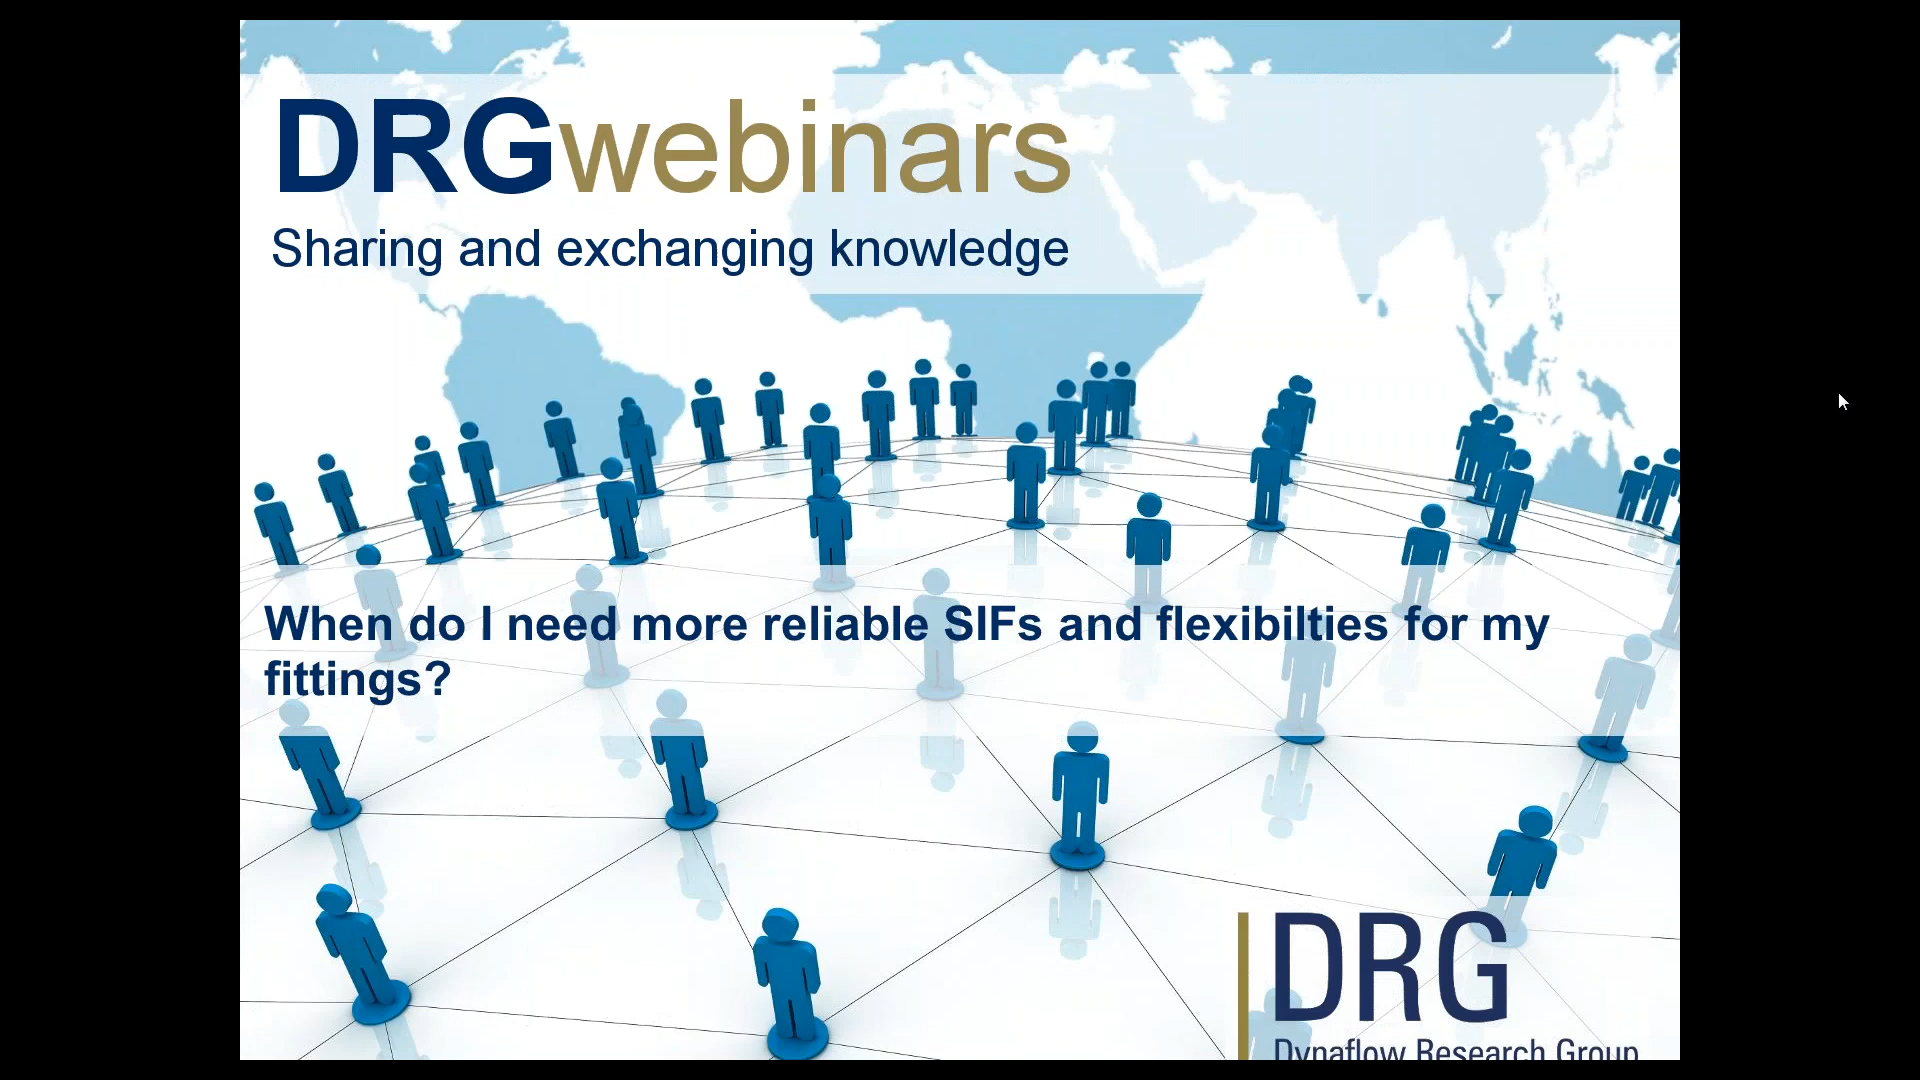 DRGwebinars
Sharing and exchanging knowledge
When do I need more reliable SIFs and flexibilties for my
fittings?
DRG
Dynaflow Research Group